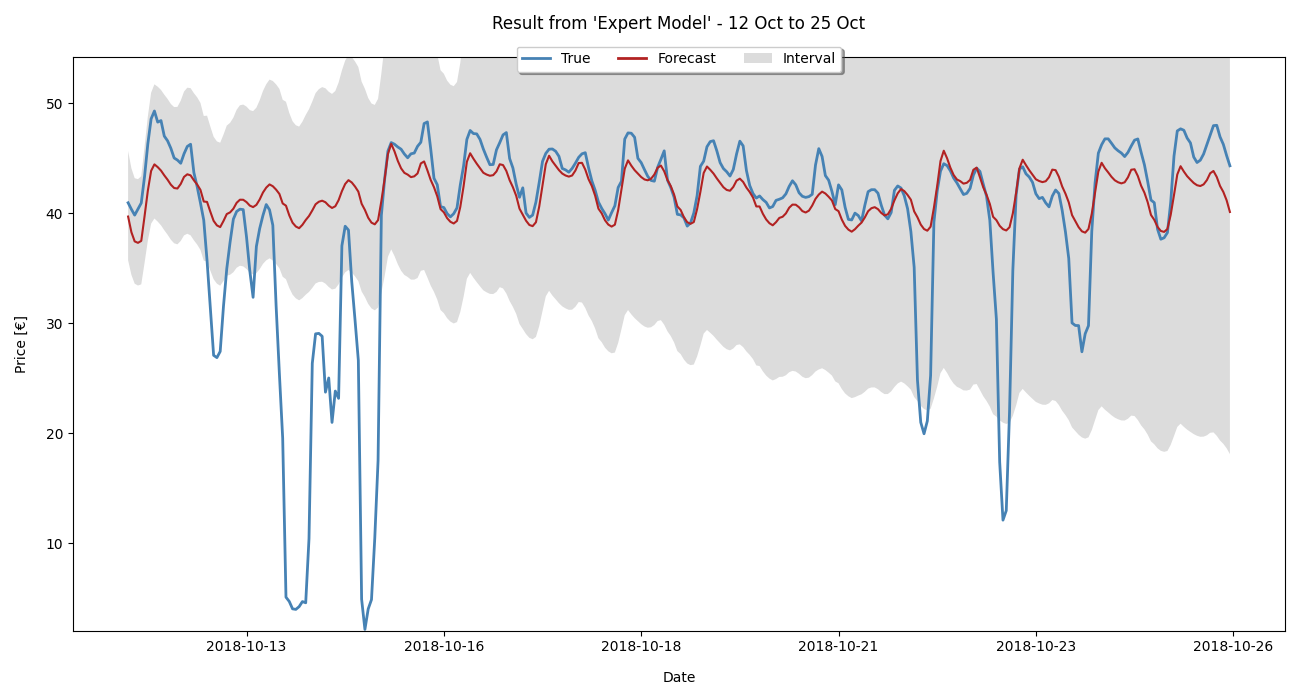 Result from 'Expert Model' - 12 Oct to 25 Oct
True Forecast Interval
50
40
30
20
10
Price [€]
2018-10-13 2018-10-16 2018-10-18 2018-10-21 2018-10-23 2018-10-26
Date